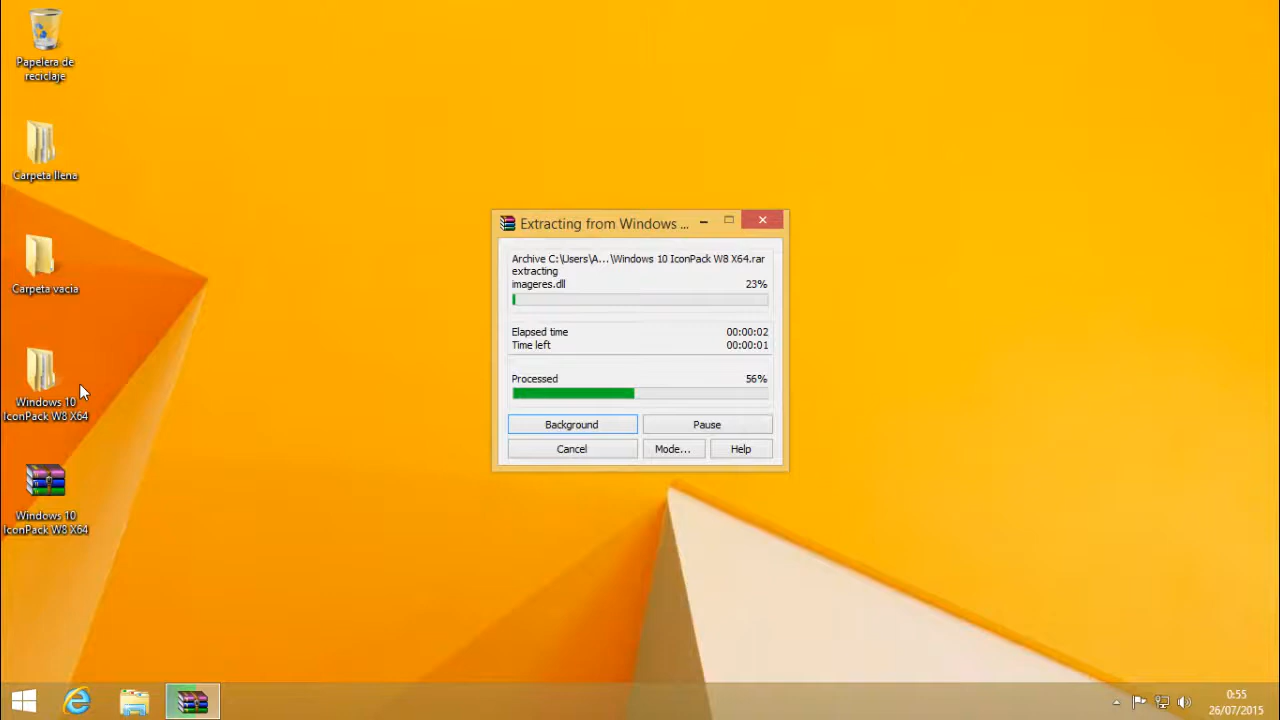 Papelera de
reciclaje
Carpeta llena
Carpeta vacia
Windows 10
IconPack W8 X64
Windows 10
IconPack W8 X64
Extracting from Windows ...
Archive C:\Users\A...\Windows 10 IconPack W8 X64.rar
extracting
imageres.dll 23%
Elapsed time 00:00:02
Time left 00:00:01
Processed 56%
Background Pause
Cancel Mode... Help
0:55
26/07/2015